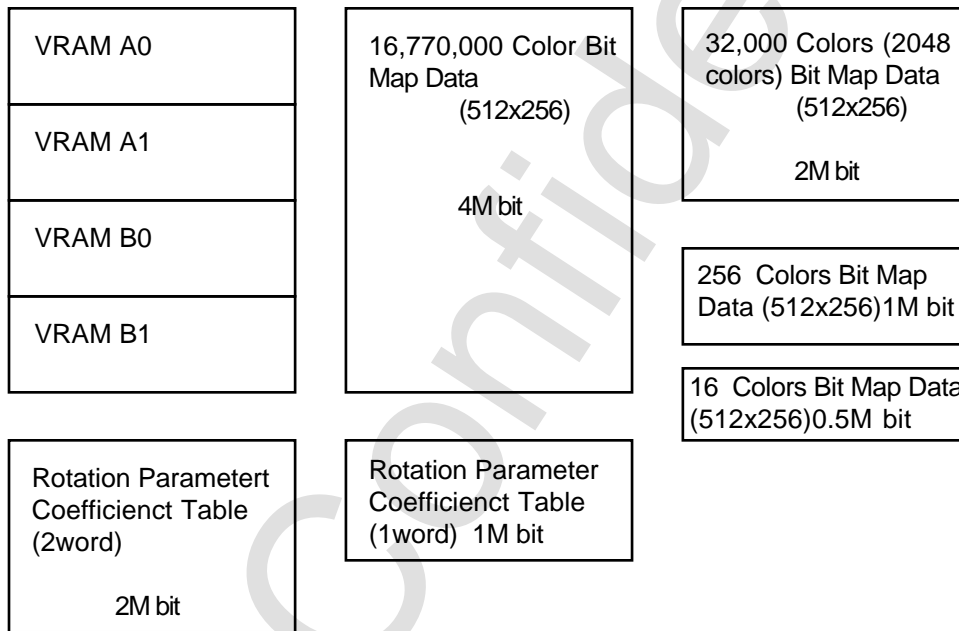 VRAM A0
VRAM A1
VRAM B0
VRAM B1
16,770,000 Color Bit
Map Data
(512x256)
4M bit
32,000 Colors (2048
colors) Bit Map Data
(512x256)
2M bit
256 Colors Bit Map
Data (512x256)1M bit
16 Colors Bit Map Data
(512x256)0.5M bit
Rotation Parametert
Coefficienct Table
(2word)
2M bit
Rotation Parameter
Coefficienct Table
(1word) 1M bit
Confide